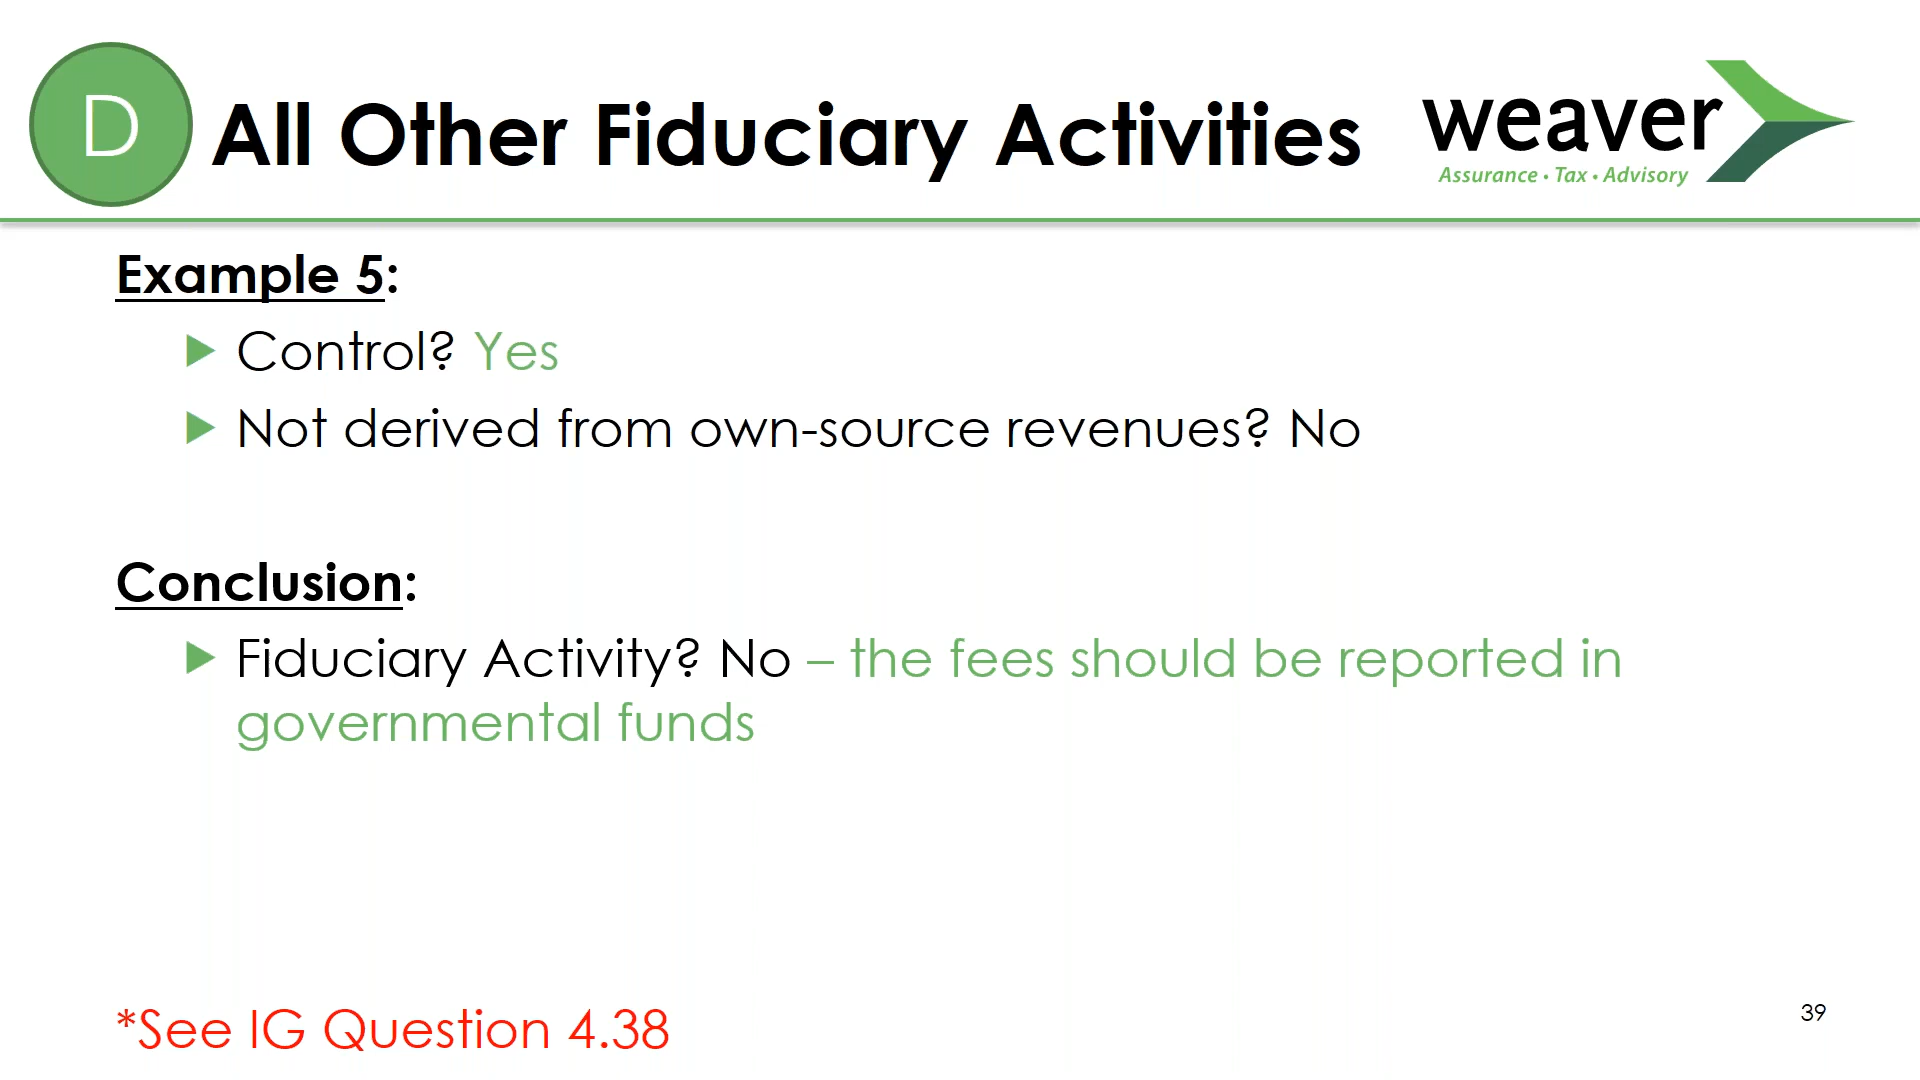 D
All Other Fiduciary Activities
weaver
Assurance • Tax • Advisory
Example 5:
Control? Yes
Not derived from own-source revenues? No
Conclusion:
Fiduciary Activity? No – the fees should be reported in
governmental funds
*See IG Question 4.38
39